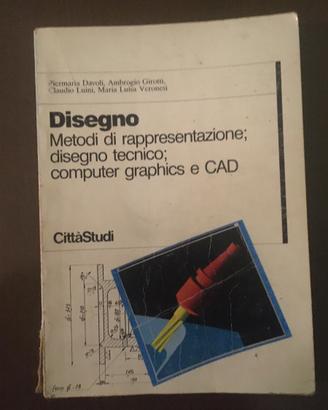 Piermaria Davoli, Ambrogio Girotti,
Claudio Luini, Maria Luisa Veronesi
Disegno
Metodi di rappresentazione;
disegno tecnico;
computer graphics e CAD
CittàStudi